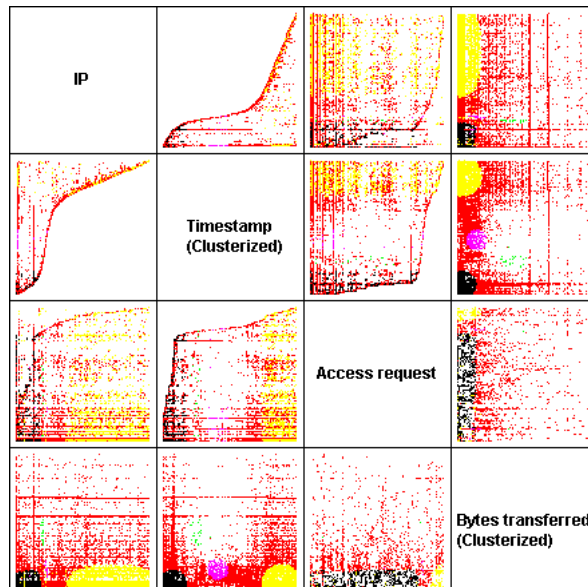 IP
Timestamp
(Clusterized)
Access request
Bytes transferred
(Clusterized)